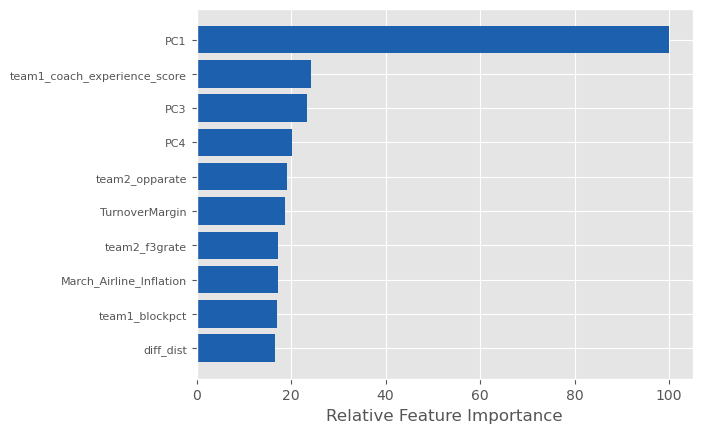 PC1
team1_coach_experience_score
PC3
PC4
team2_opparate
TurnoverMargin
team2_f3grate
March_Airline_Inflation
team1_blockpct
diff_dist
0 20 40 60 80 100
Relative Feature Importance